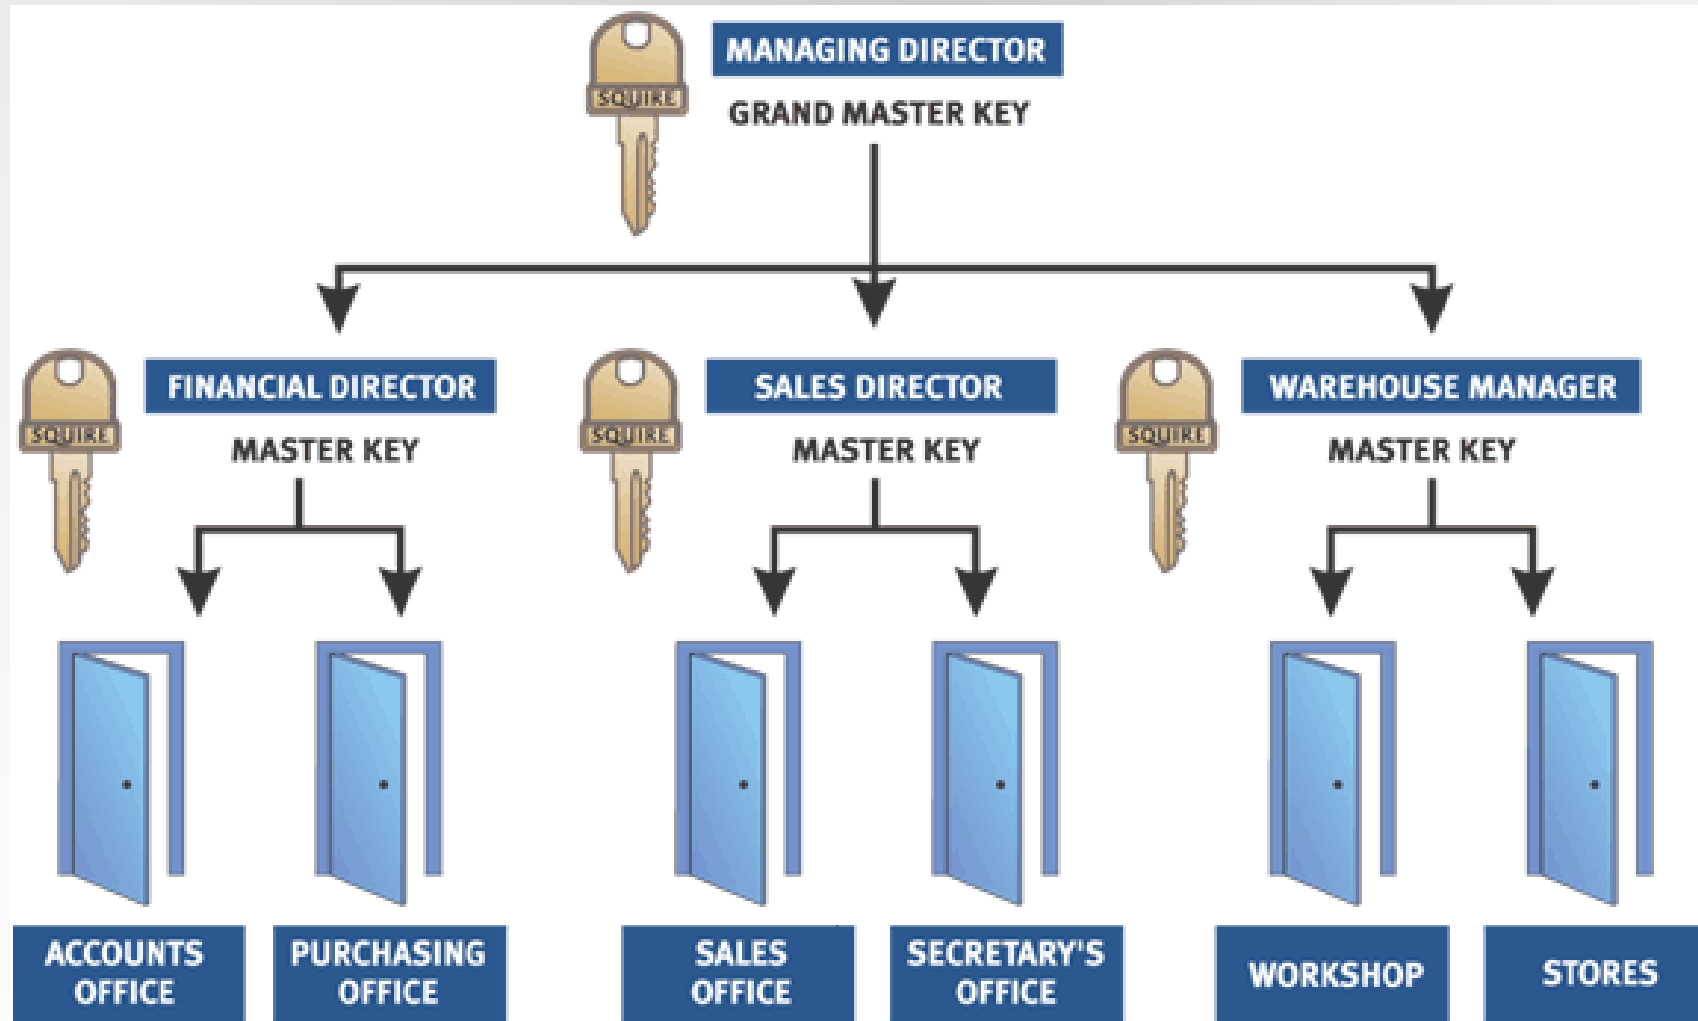 MANAGING DIRECTOR
SQUIRE
GRAND MASTER KEY
FINANCIAL DIRECTOR
SALES DIRECTOR
WAREHOUSE MANAGER
SQUIRE
MASTER KEY
SQUIRE
MASTER KEY
SQUIRE
MASTER KEY
ACCOUNTS
OFFICE
PURCHASING
OFFICE
SALES
OFFICE
SECRETARY'S
OFFICE
WORKSHOP
STORES